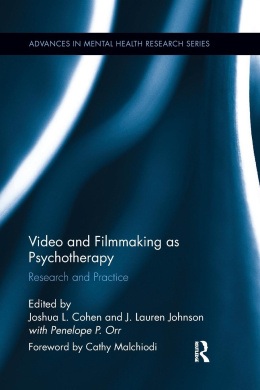 ADVANCES IN MENTAL HEALTH RESEARCH SERIES
Video and Filmmaking as
Psychotherapy
Research and Practice
Edited by
Joshua L. Cohen and J. Lauren Johnson
with Penelope P. Orr
Foreword by Cathy Malchiodi
ROUTLEDGE